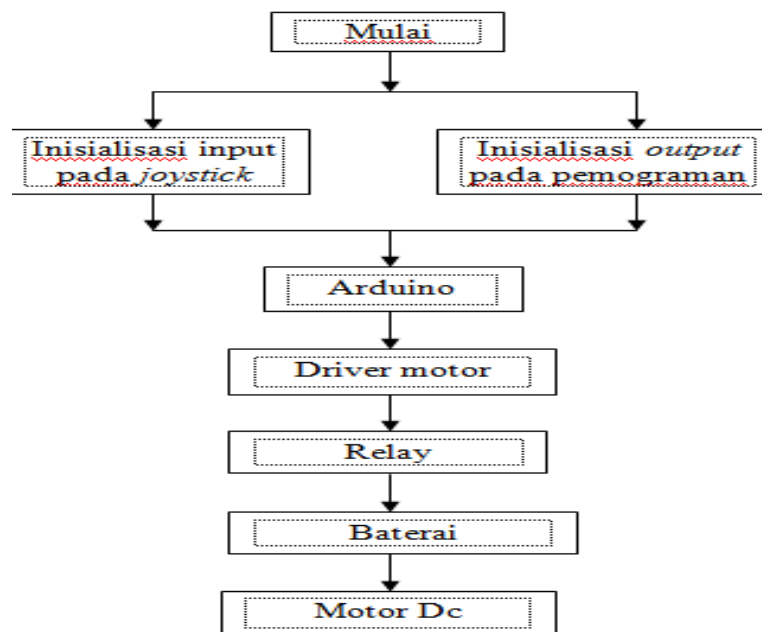 Mulai
Inisialisasi input
pada joystick
Inisialisasi output
pada pemograman
Arduino
Driver motor
Relay
Baterai
Motor Dc